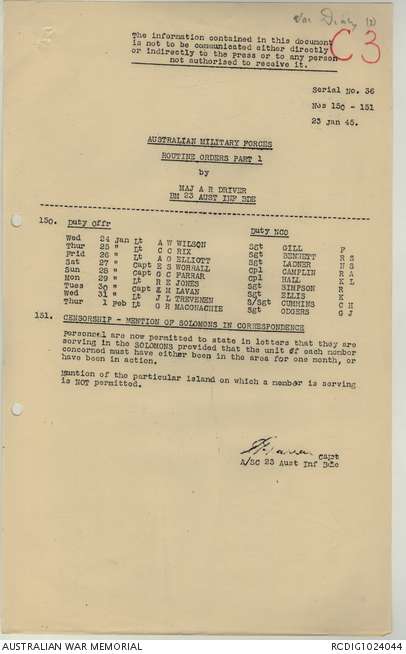 War Diary (2)
C3
The information contained in this document
is not to be communicated either directly
or indirectly to the press or to any person
not authorised to receive it.
Serial No. 36
Nos 150 - 151
23 Jan 45.
AUSTRALIAN MILITARY FORCES
ROUTINE ORDERS PART 1
by
MAJ A R DRIVER
BM 23 AUST INF BDE
150. Duty Offr Duty NCO
Wed 24 Jan Lt A W WILSON Sgt GILL F
Thur 25 " Lt C C RIX Sgt BENNETT R S
Frid 26 " Lt A G ELLIOTT Sgt LADNER N S
Sat 27 " Capt E S WORRALL Cpl CAMPLIN R A
Sun 28 " Capt G C FARRAR Cpl HALL K L
Mon 29 " Lt R E JONES Sgt SIMPSON R
Tues 30 " Capt E M LAVAN Sgt ELLIS K
Wed 31 " Lt J L TREVENEN S/Sgt CUMMINS C H
Thur 1 Feb Lt G R MACONACHIE Sgt ODGERS G J
151. CENSORSHIP - MENTION OF SOLOMONS IN CORRESPONDENCE
Personnel are now permitted to state in letters that they are
serving in the SOLOMONS provided that the unit of each member
concerned must have either been in the area for one month, or
have been in action.
Mention of the particular island on which a member is serving
is NOT permitted.
Capt
A/SC 23 Aust Inf Bde
AUSTRALIAN WAR MEMORIAL
RCDIG1024044